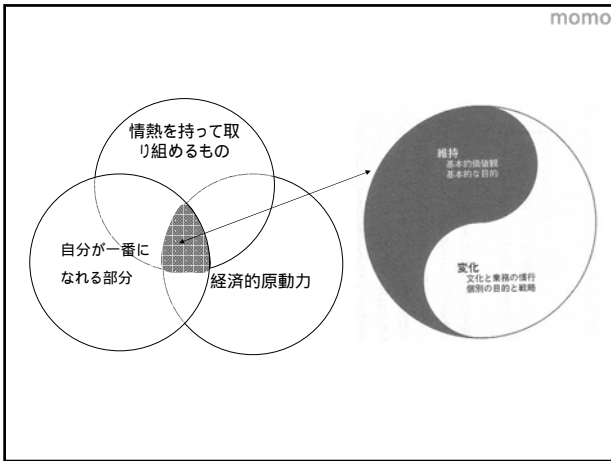 momo
情熱を持って取
り組めるもの
自分が一番に
なれる部分
経済的原動力
維持
基本的価値観
基本的な目的
変化
文化と業務の慣行
個別の目的と戦略